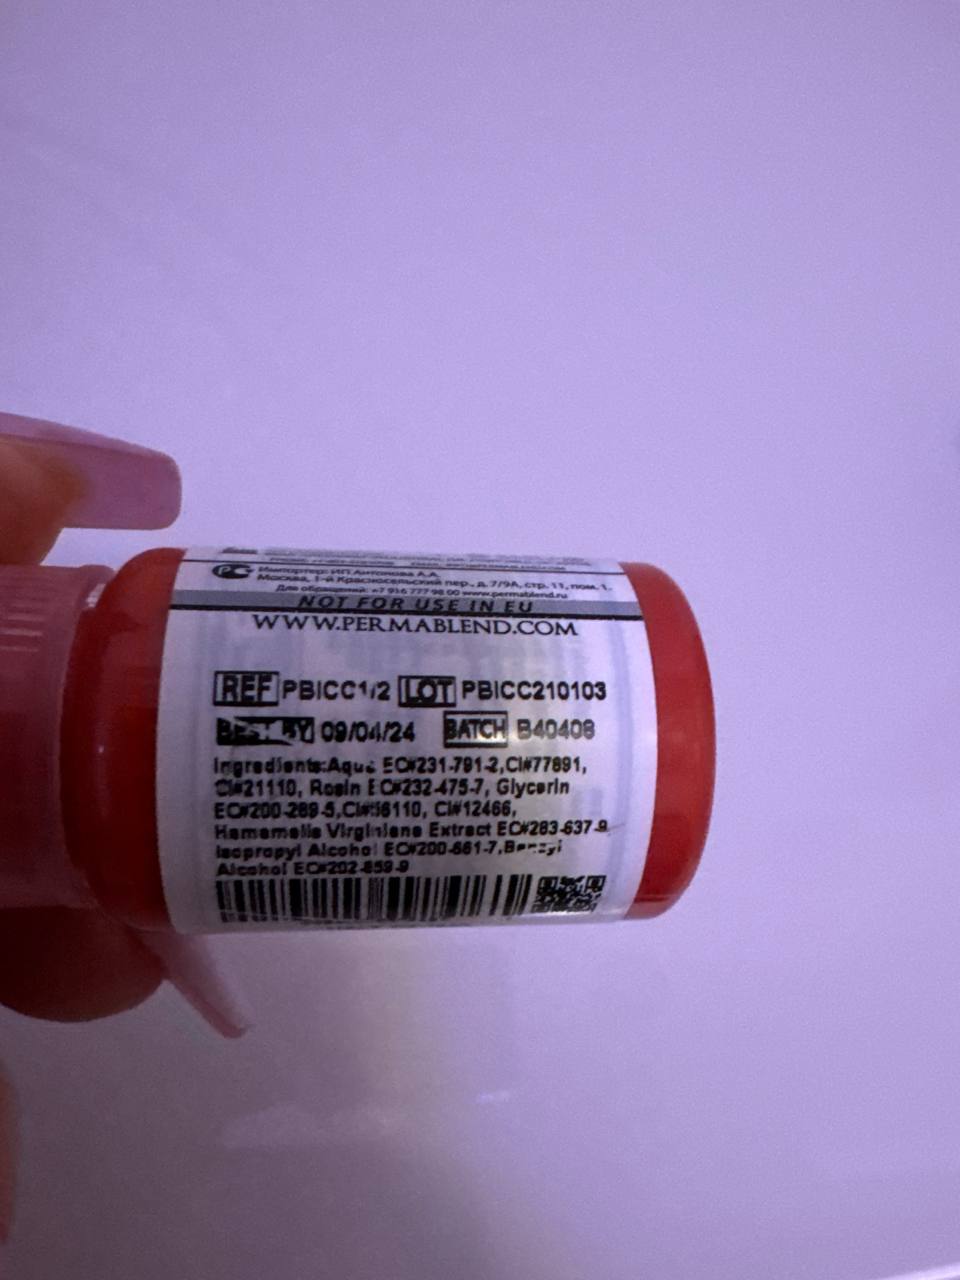 Импортер: ИП Антонова А.А.
Москва, 1-й Красносельский пер., д.7/9А, стр. 11, пом. 1.
Для обращений: +7 916 777 98 00 www.permablend.ru
NOT FOR USE IN EU
WWW.PERMABLEND.COM
REF PBICC1/2 LOT PBICC210103
BEST BY 09/04/24 BATCH B40408
Ingredients:Aqua EC#231-791-2,CI#77891,
CI#21110, Rosin EC#232-475-7, Glycerin
EC#200-289-5,CI#56110, CI#12466,
Hamamelis Virginiana Extract EC#283-637-9
Isopropyl Alcohol EC#200-661-7,Benzyl
Alcohol EC#202-859-9